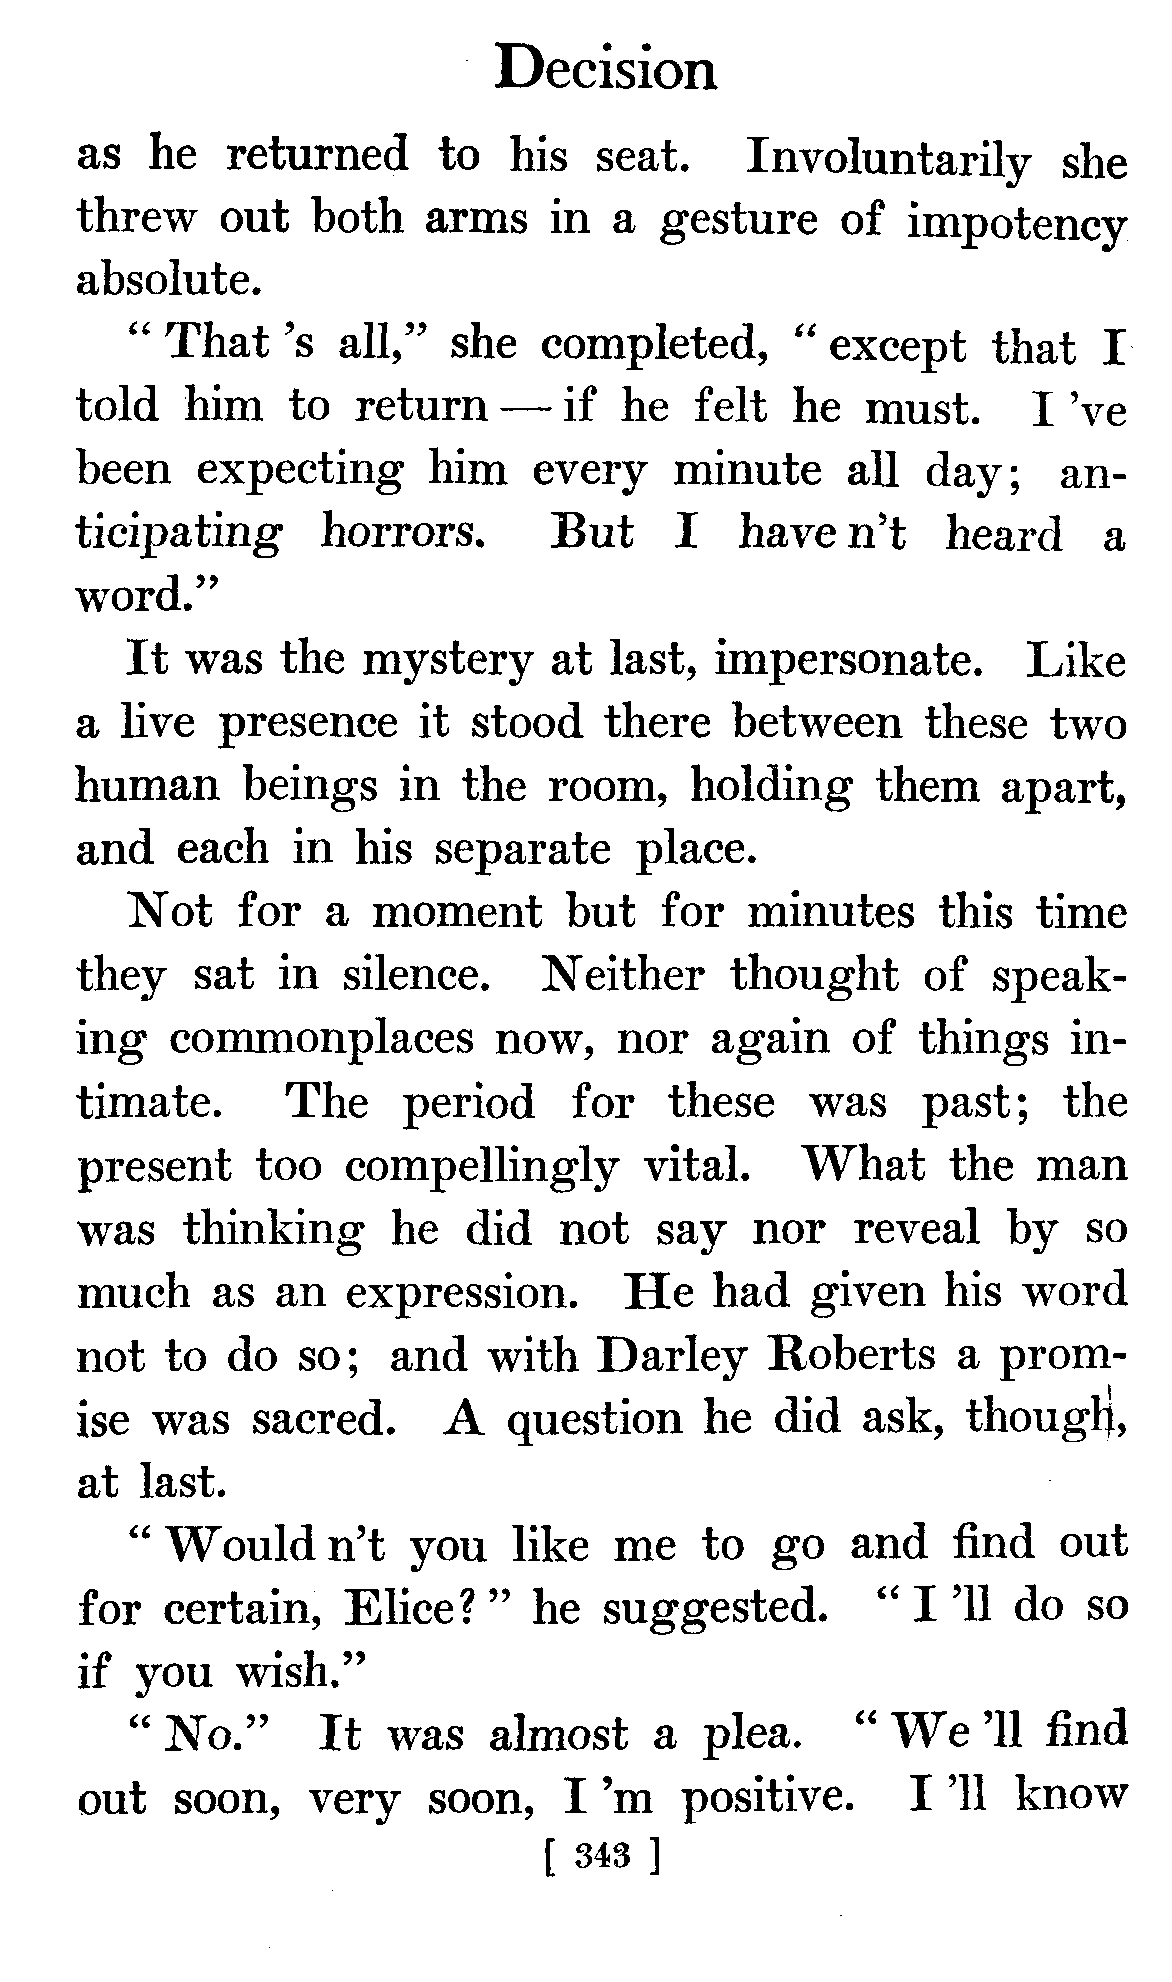 Decision
as he returned to his seat. Involuntarily she
threw out both arms in a gesture of impotency
absolute.
“ That ’s all,” she completed, “ except that I
told him to return — if he felt he must. I ’ve
been expecting him every minute all day; an-
ticipating horrors. But I have n’t heard a
word.”
It was the mystery at last, impersonate. Like
a live presence it stood there between these two
human beings in the room, holding them apart,
and each in his separate place.
Not for a moment but for minutes this time
they sat in silence. Neither thought of speak-
ing commonplaces now, nor again of things in-
timate. The period for these was past; the
present too compellingly vital. What the man
was thinking he did not say nor reveal by so
much as an expression. He had given his word
not to do so; and with Darley Roberts a prom-
ise was sacred. A question he did ask, though,
at last.
“ Would n’t you like me to go and find out
for certain, Elice? ” he suggested. “ I ’ll do so
if you wish.”
“ No.” It was almost a plea. “ We ’ll find
out soon, very soon, I ’m positive. I ’ll know
[ 343 ]